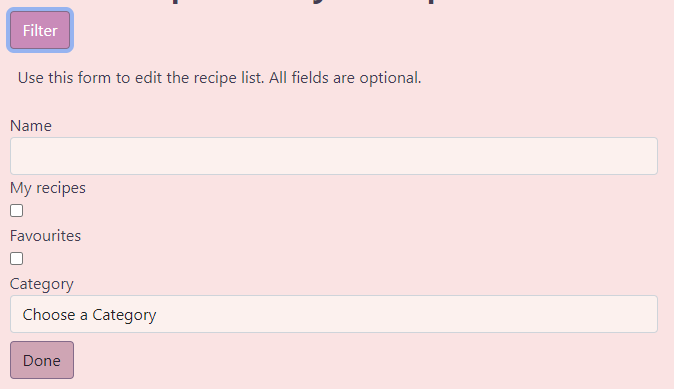 Filter
Use this form to edit the recipe list. All fields are optional.
Name
My recipes
Favourites
Category
Choose a Category
Done